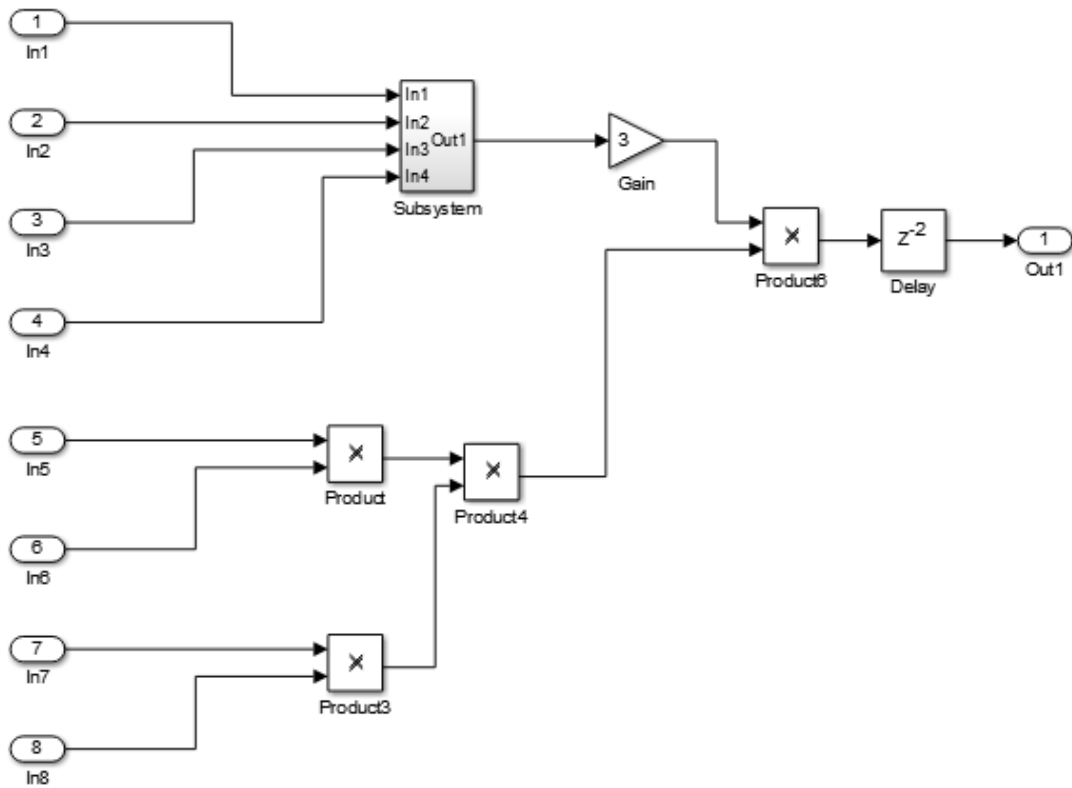 1
In1
2
In2
3
In3
4
In4
In1
In2
In3
In4
Out1
Subsystem
3
Gain
×
Product6
Z-2
Delay
1
Out1
5
In5
6
In6
×
Product
×
Product4
7
In7
8
In8
×
Product3